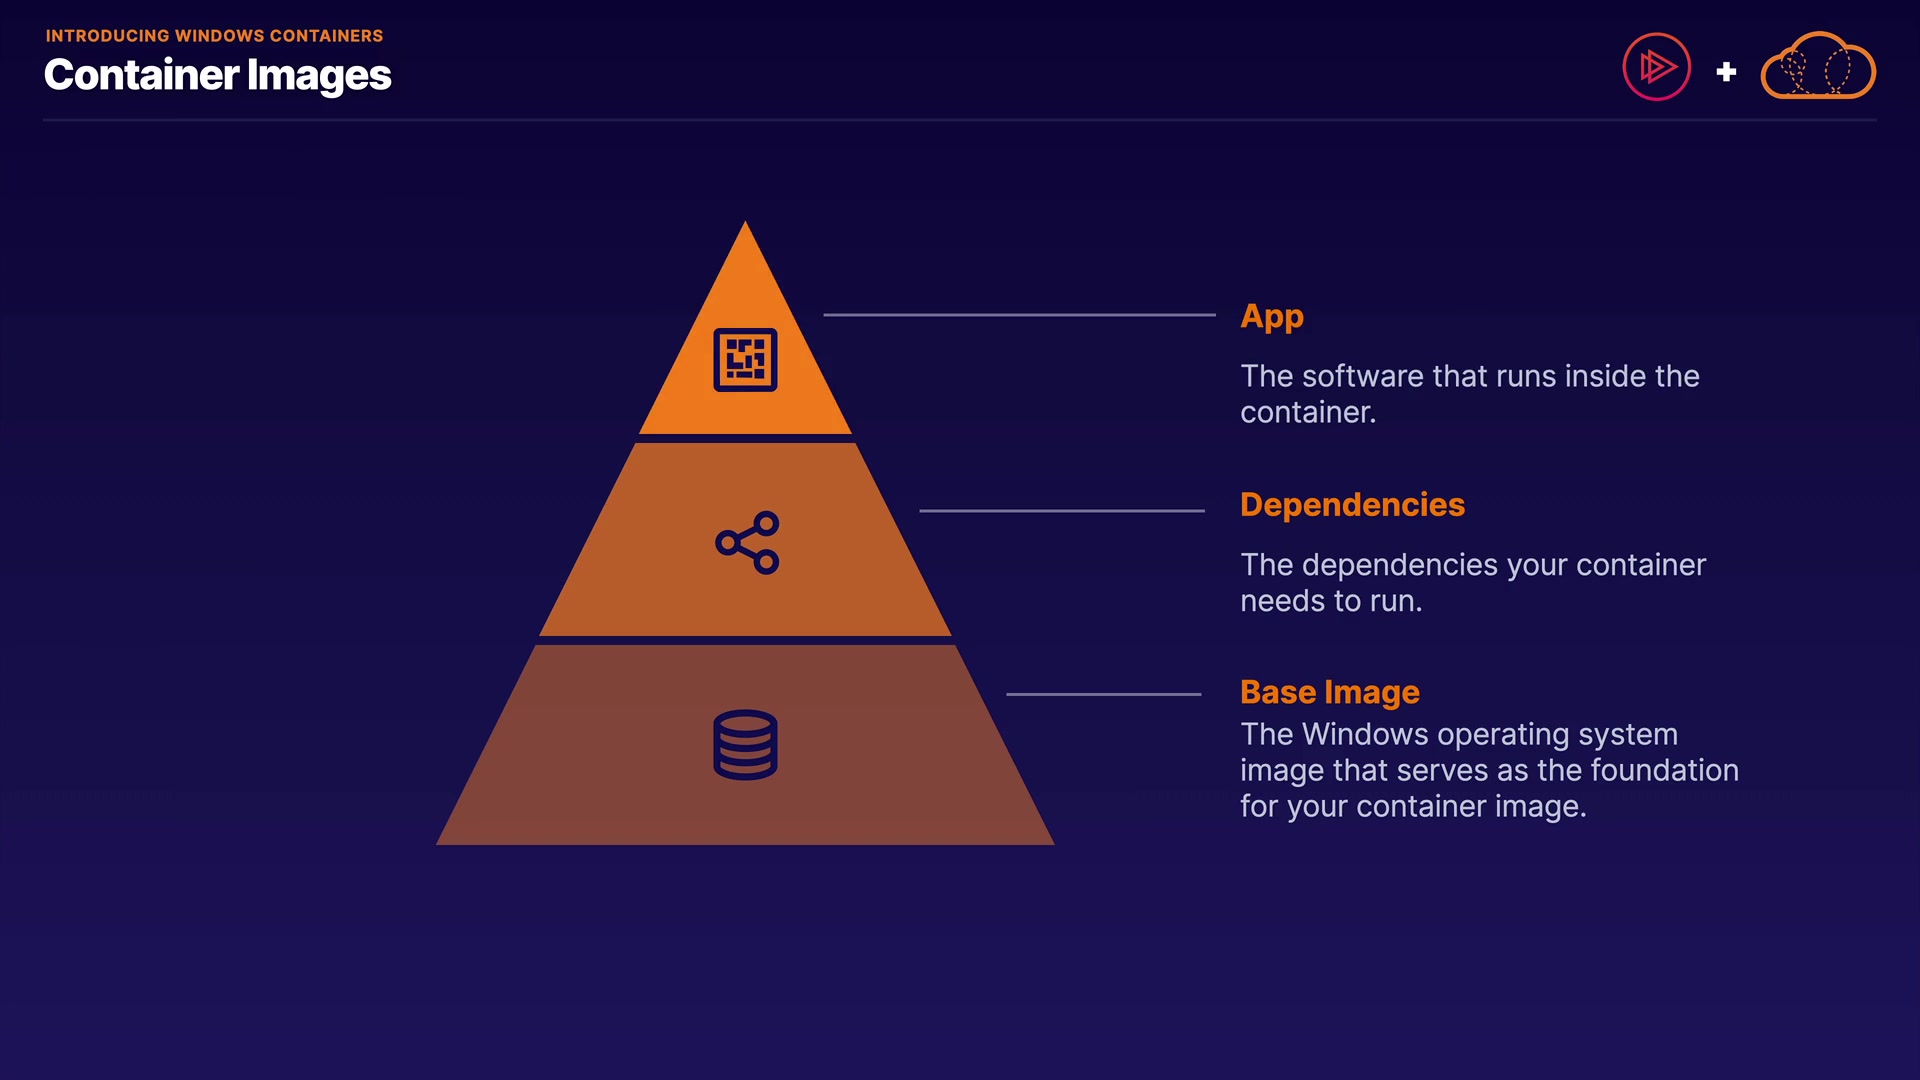 INTRODUCING WINDOWS CONTAINERS
Container Images
App
The software that runs inside the
container.
Dependencies
The dependencies your container
needs to run.
Base Image
The Windows operating system
image that serves as the foundation
for your container image.